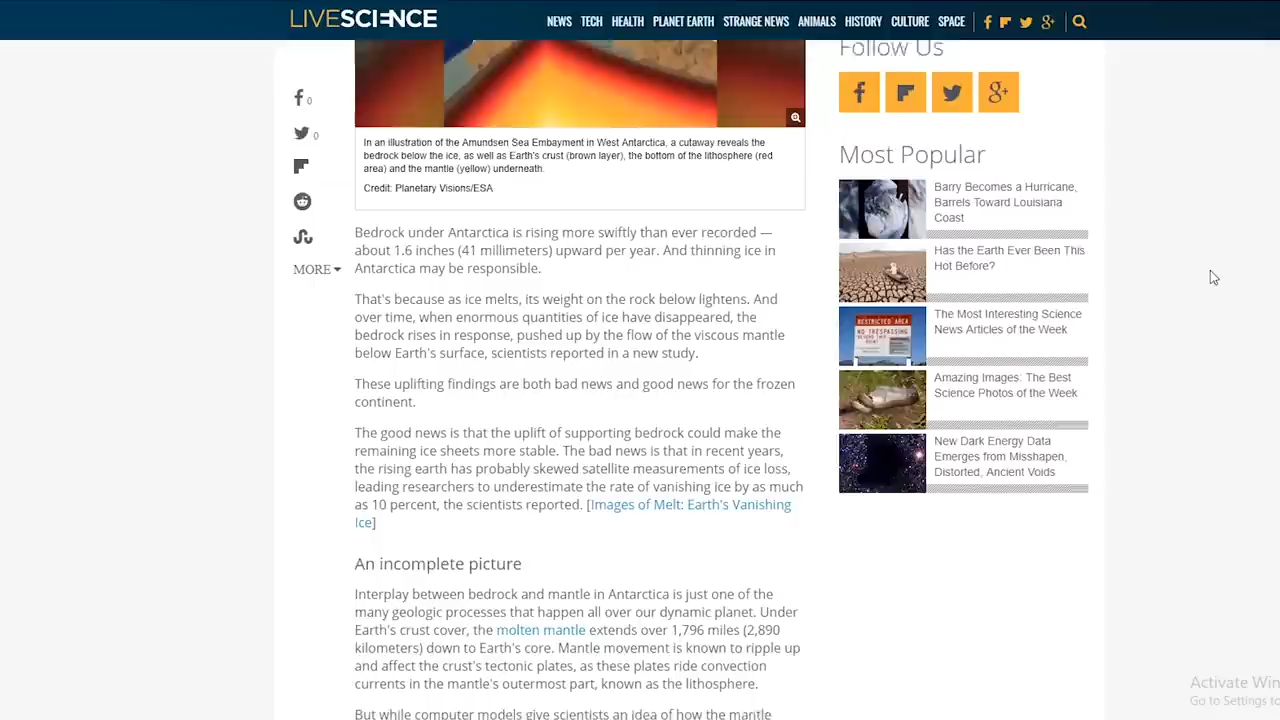 LIVESCIENCE
NEWS TECH HEALTH PLANET EARTH STRANGE NEWS ANIMALS HISTORY CULTURE SPACE
0
0
MORE
In an illustration of the Amundsen Sea Embayment in West Antarctica, a cutaway reveals the
bedrock below the ice, as well as Earth's crust (brown layer), the bottom of the lithosphere (red
area) and the mantle (yellow) underneath.
Credit: Planetary Visions/ESA
Bedrock under Antarctica is rising more swiftly than ever recorded —
about 1.6 inches (41 millimeters) upward per year. And thinning ice in
Antarctica may be responsible.
That's because as ice melts, its weight on the rock below lightens. And
over time, when enormous quantities of ice have disappeared, the
bedrock rises in response, pushed up by the flow of the viscous mantle
below Earth's surface, scientists reported in a new study.
These uplifting findings are both bad news and good news for the frozen
continent.
The good news is that the uplift of supporting bedrock could make the
remaining ice sheets more stable. The bad news is that in recent years,
the rising earth has probably skewed satellite measurements of ice loss,
leading researchers to underestimate the rate of vanishing ice by as much
as 10 percent, the scientists reported. [Images of Melt: Earth's Vanishing
Ice]
An incomplete picture
Interplay between bedrock and mantle in Antarctica is just one of the
many geologic processes that happen all over our dynamic planet. Under
Earth's crust cover, the molten mantle extends over 1,796 miles (2,890
kilometers) down to Earth's core. Mantle movement is known to ripple up
and affect the crust's tectonic plates, as these plates ride convection
currents in the mantle's outermost part, known as the lithosphere.
But while computer models give scientists an idea of how the mantle
Follow Us
Most Popular
Barry Becomes a Hurricane,
Barrels Toward Louisiana
Coast
Has the Earth Ever Been This
Hot Before?
RESTRICTED AREA
NO TRESPASSING
The Most Interesting Science
News Articles of the Week
Amazing Images: The Best
Science Photos of the Week
New Dark Energy Data
Emerges from Misshapen,
Distorted, Ancient Voids
Activate Win
Go to Settings to